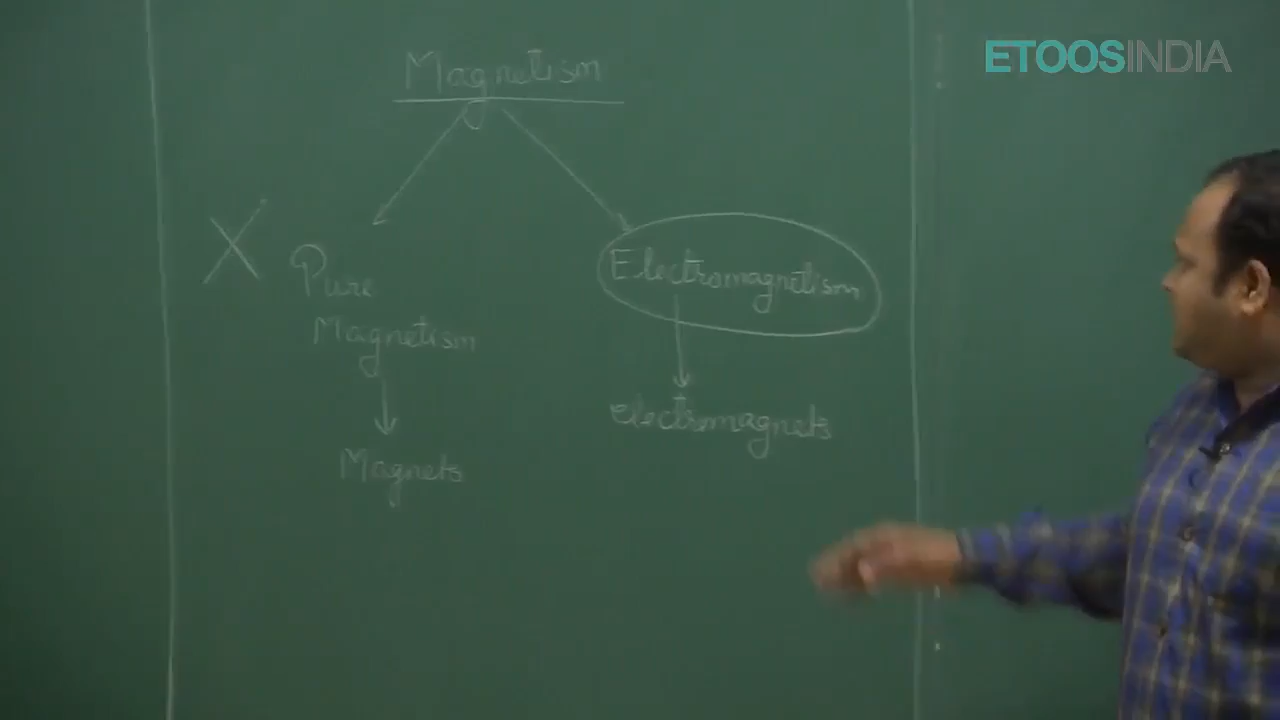 Magnetism
ETOOSINDIA
X Pure
Magnetism
Magnets
Electromagnetism
electromagnets